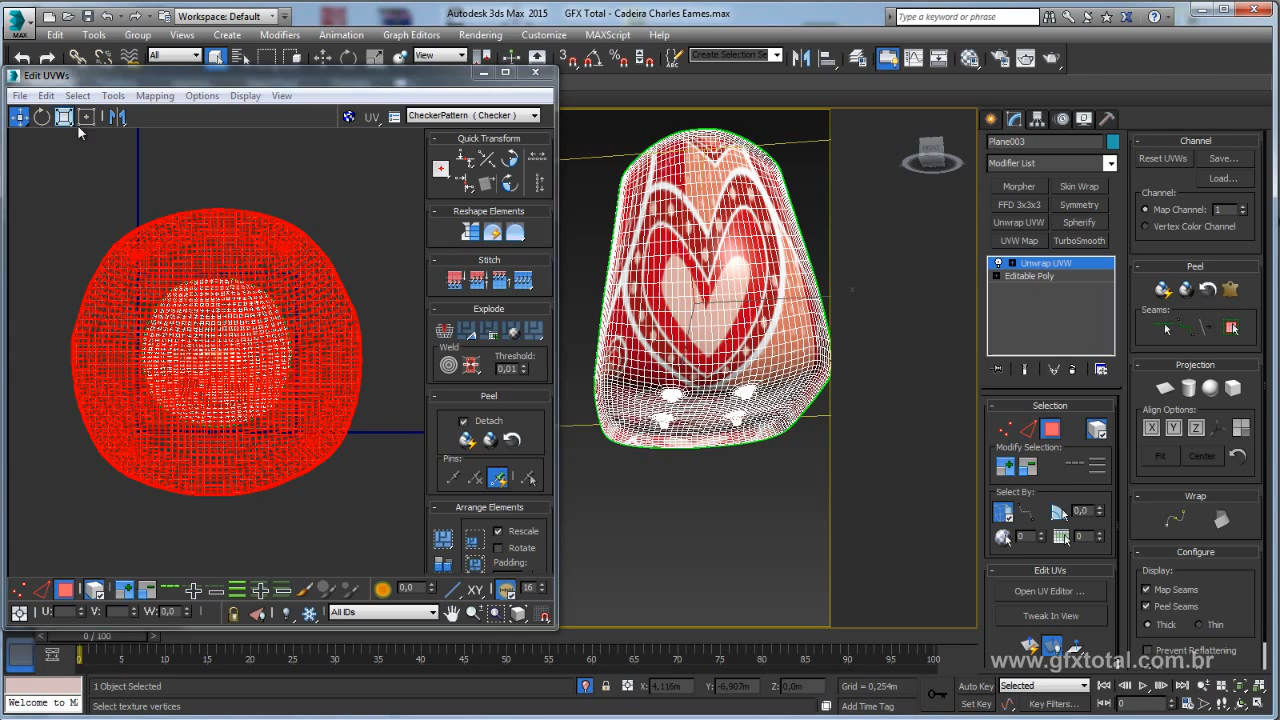 Workspace: Default
Autodesk 3ds Max 2015
GFX Total - Cadeira Charles Eames.max
Type a keyword or phrase
MAX
Edit Tools Group Views Create Modifiers Animation Graph Editors Rendering Customize MAXScript Help
All
View
3
Create Selection Se
Edit UVWs
File Edit Select Tools Mapping Options Display View
UV
CheckerPattern ( Checker )
Quick Transform
Reshape Elements
Stitch
Explode
Weld
Threshold:
0,01
Peel
Detach
Pins:
Arrange Elements
Rescale
Rotate
Padding:
0,0
XY
16
U:
V:
W: 0,0
All IDs
Plane003
Modifier List
Morpher
Skin Wrap
FFD 3x3x3
Symmetry
Unwrap UVW
Spherify
UVW Map
TurboSmooth
Unwrap UVW
Editable Poly
Selection
Modify Selection:
Select By:
0,0
0
0
Edit UVs
Open UV Editor ...
Tweak In View
Channel
Reset UVWs
Save...
Load...
Channel:
Map Channel: 1
Vertex Color Channel
Peel
Seams:
Projection
Align Options:
X Y Z
Fit
Center
Wrap
Configure
Display:
Map Seams
Peel Seams
Thick
Thin
Prevent Reflattening
www.gfxtotal.com.br
0 / 100
0 5 10 15 20 25 30 35 40 45 50 55 60 65 70 75 80 85 90 95 100
1 Object Selected
X: 4,116m
Y: -6,907m
Z: 0,0m
Grid = 0,254m
Auto Key
Selected
Welcome to M
Select texture vertices
Add Time Tag
Set Key
Key Filters...
0